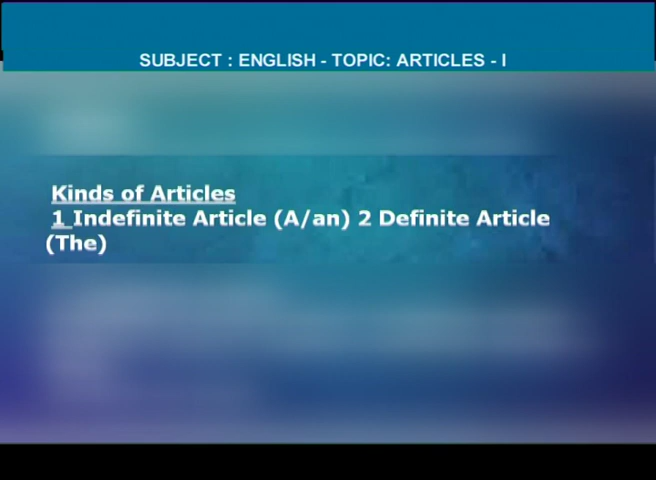 SUBJECT : ENGLISH - TOPIC: ARTICLES - I
Kinds of Articles
1 Indefinite Article (A/an) 2 Definite Article
(The)